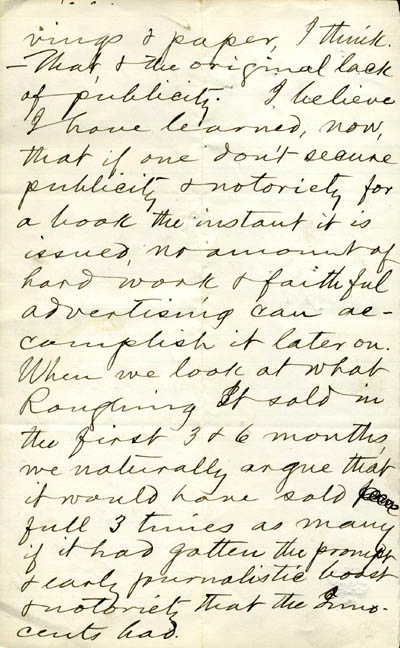 vings & paper, I think.
—That, & the original lack
of publicity. I believe
I have learned, now,
that if one don't secure
publicity & notoriety for
a book the instant it is
issued, no amount of
hard work & faithful
advertising can ac-
complish it later on.
When we look at what
Roughing It sold in
the first 3 & 6 months,
we naturally argue that
it would have sold
full 3 times as many
if it had gotten the prompt
& early journalistic boost
& notoriety that the Inno-
cents had.